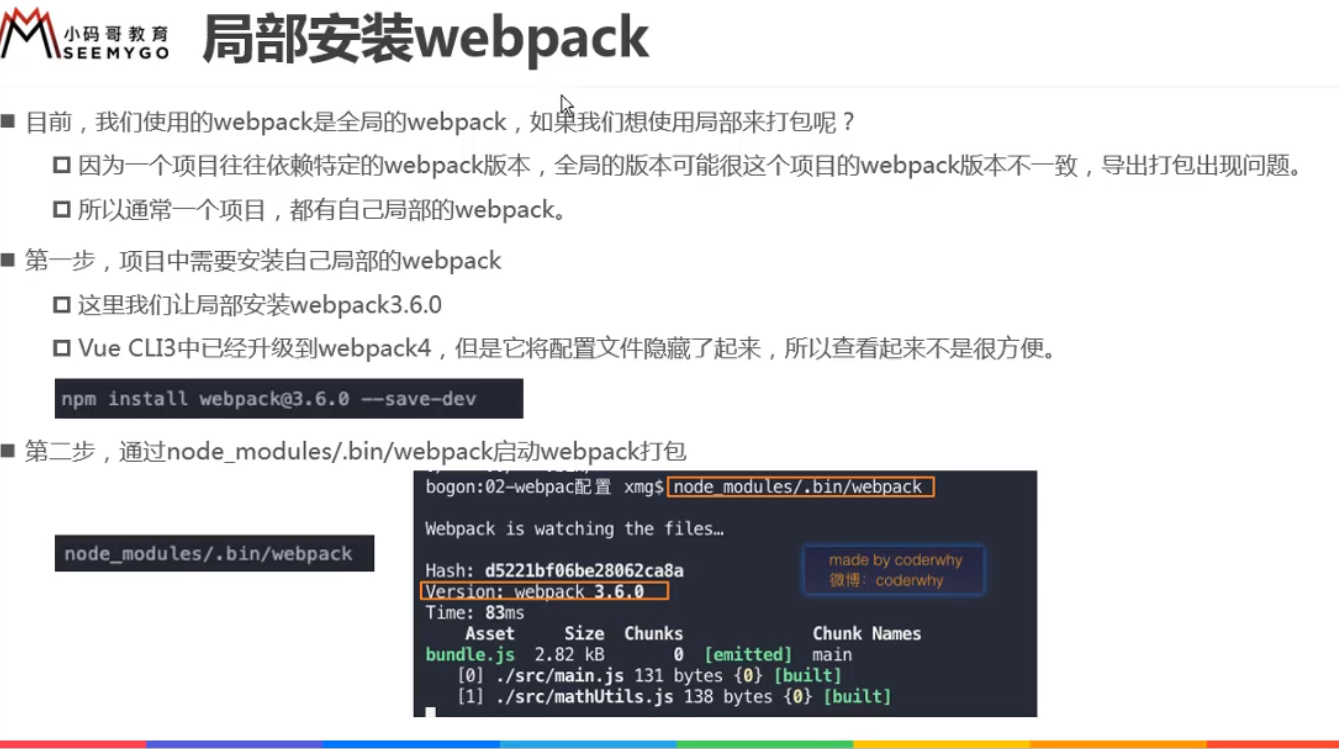 小码哥教育
SEEMYGO
局部安装webpack
目前，我们使用的webpack是全局的webpack，如果我们想使用局部来打包呢？
因为一个项目往往依赖特定的webpack版本，全局的版本可能很这个项目的webpack版本不一致，导出打包出现问题。
所以通常一个项目，都有自己局部的webpack。
第一步，项目中需要安装自己局部的webpack
这里我们让局部安装webpack3.6.0
Vue CLI3中已经升级到webpack4，但是它将配置文件隐藏了起来，所以查看起来不是很方便。
npm install webpack@3.6.0 --save-dev
第二步，通过node_modules/.bin/webpack启动webpack打包
node_modules/.bin/webpack
bogon:02-webpac配置 xmg$ node_modules/.bin/webpack
Webpack is watching the files…
Hash: d5221bf06be28062ca8a
Version: webpack 3.6.0
Time: 83ms
Asset Size Chunks Chunk Names
bundle.js 2.82 kB 0 [emitted] main
[0] ./src/main.js 131 bytes {0} [built]
[1] ./src/mathUtils.js 138 bytes {0} [built]
made by coderwhy
微博：coderwhy